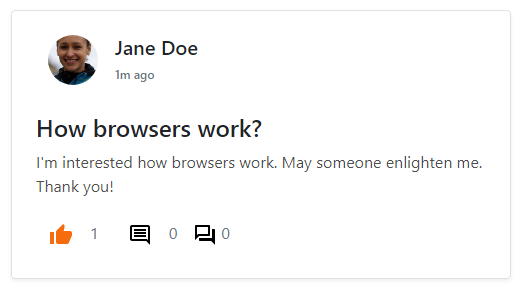 Jane Doe
1m ago
How browsers work?
I'm interested how browsers work. May someone enlighten me.
Thank you!
1 0 0